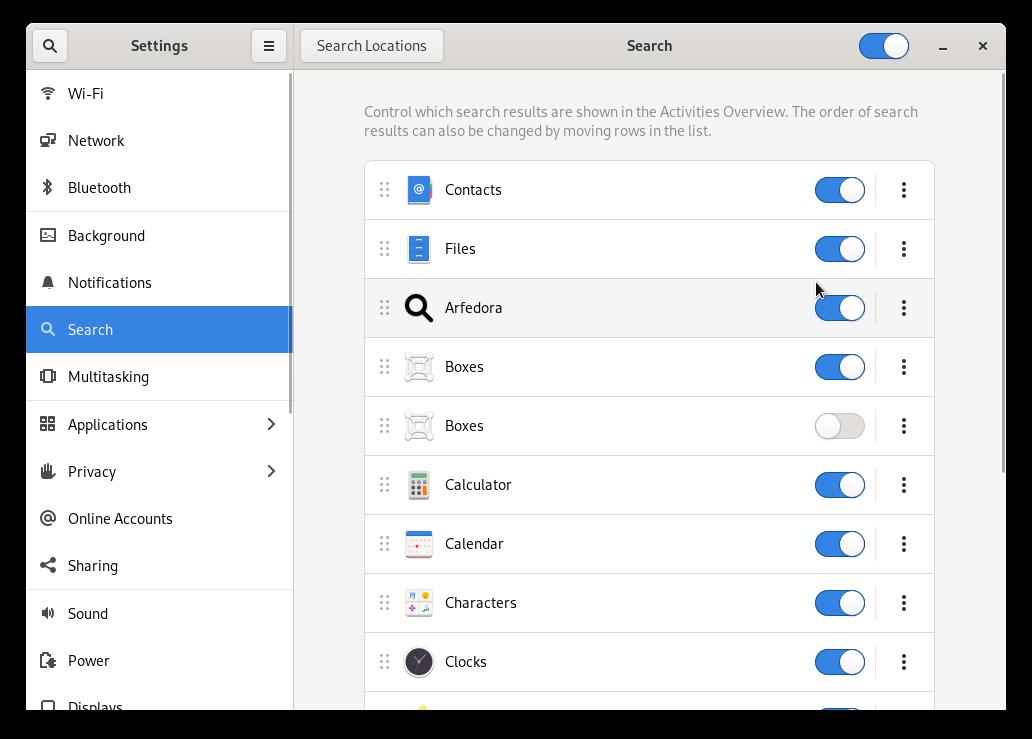 Settings
Search Locations
Search
Wi-Fi
Network
Bluetooth
Background
Notifications
Search
Multitasking
Applications
Privacy
Online Accounts
Sharing
Sound
Power
Displays
Control which search results are shown in the Activities Overview. The order of search
results can also be changed by moving rows in the list.
Contacts
Files
Arfedora
Boxes
Boxes
Calculator
Calendar
Characters
Clocks